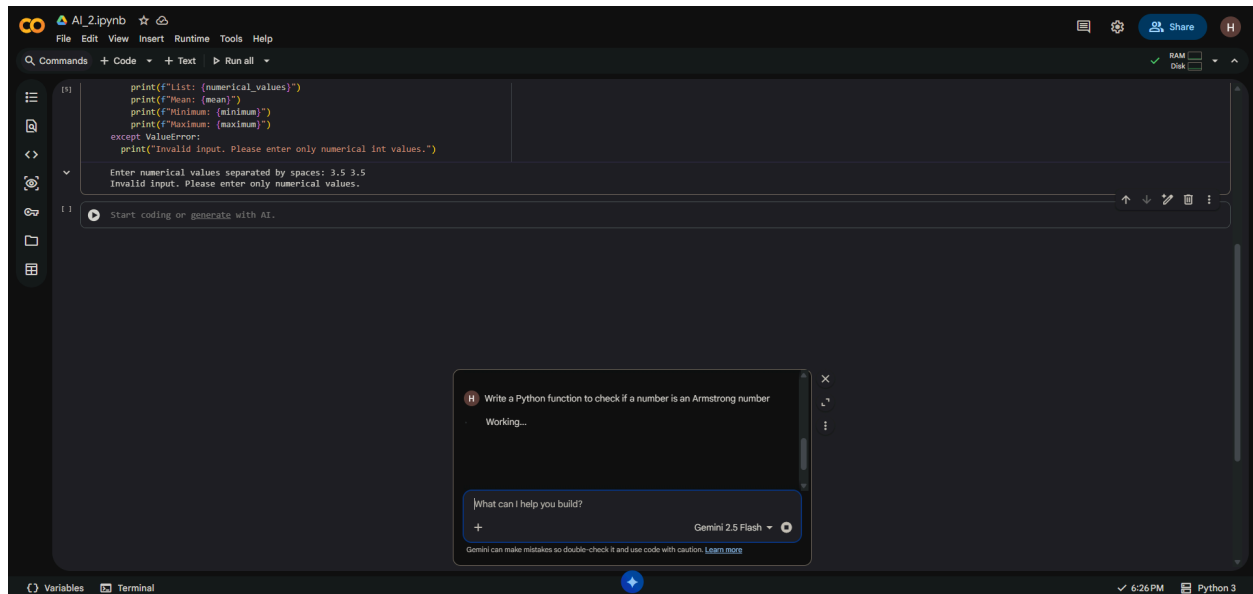 CO AI_2.ipynb
File Edit View Insert Runtime Tools Help
Share
H
Commands + Code + Text Run all
RAM
Disk
[5]
print(f"List: {numerical_values}")
print(f"Mean: {mean}")
print(f"Minimum: {minimum}")
print(f"Maximum: {maximum}")
except ValueError:
print("Invalid input. Please enter only numerical int values.")
Enter numerical values separated by spaces: 3.5 3.5
Invalid input. Please enter only numerical values.
[ ] Start coding or generate with AI.
H Write a Python function to check if a number is an Armstrong number
Working...
What can I help you build?
+ Gemini 2.5 Flash
Gemini can make mistakes so double-check it and use code with caution. Learn more
{} Variables Terminal
6:26 PM Python 3